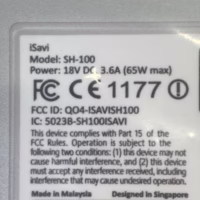 iSavi
Model: SH-100
Power: 18V DC⎓3.6A (65W max)
FC CE 1177
FCC ID: QO4-ISAVISH100
IC: 5023B-SH100ISAVI
This device complies with Part 15 of the
FCC Rules. Operation is subject to the
following two conditions: (1) this device may not
cause harmful interference, and (2) this device
must accept any interference received, including
interference that may cause undesired operation.
Made in Malaysia Designed in Singapore